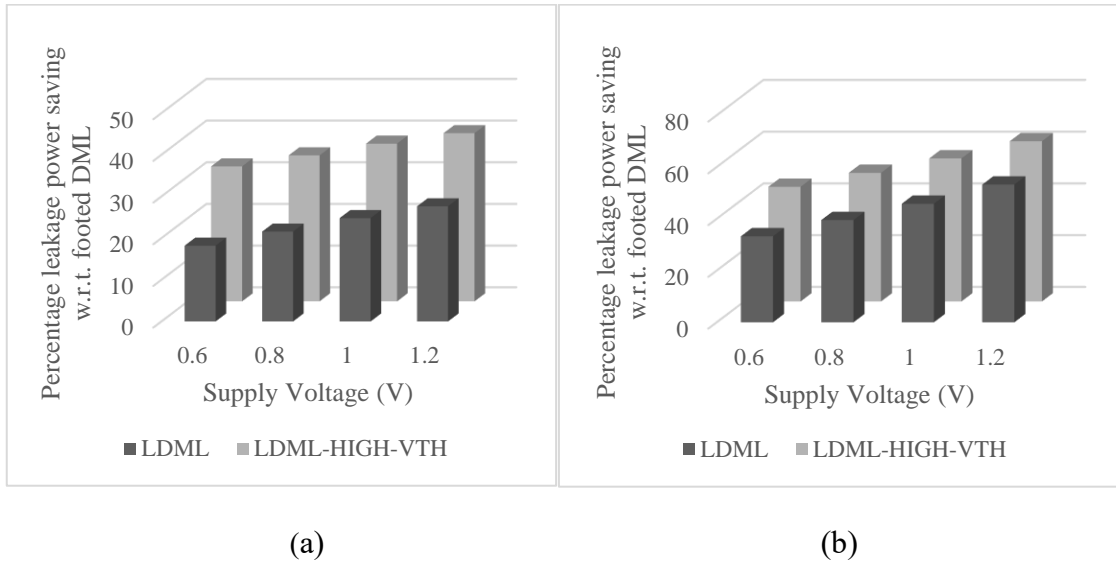 Percentage leakage power saving
w.r.t. footed DML
50
40
30
20
10
0
0.6 0.8 1 1.2
Supply Voltage (V)
LDML LDML-HIGH-VTH
(a)
Percentage leakage power saving
w.r.t. footed DML
80
60
40
20
0
0.6 0.8 1 1.2
Supply Voltage (V)
LDML LDML-HIGH-VTH
(b)